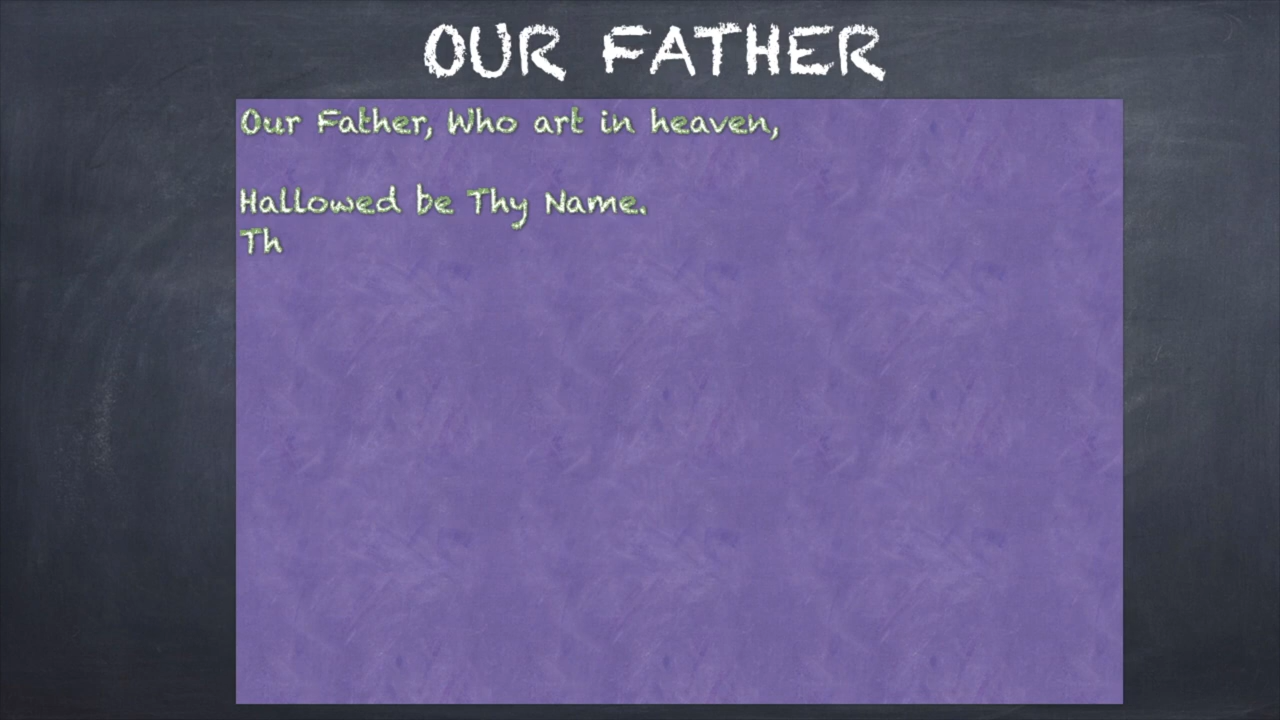 OUR FATHER
Our Father, Who art in heaven,
Hallowed be Thy Name.
Th